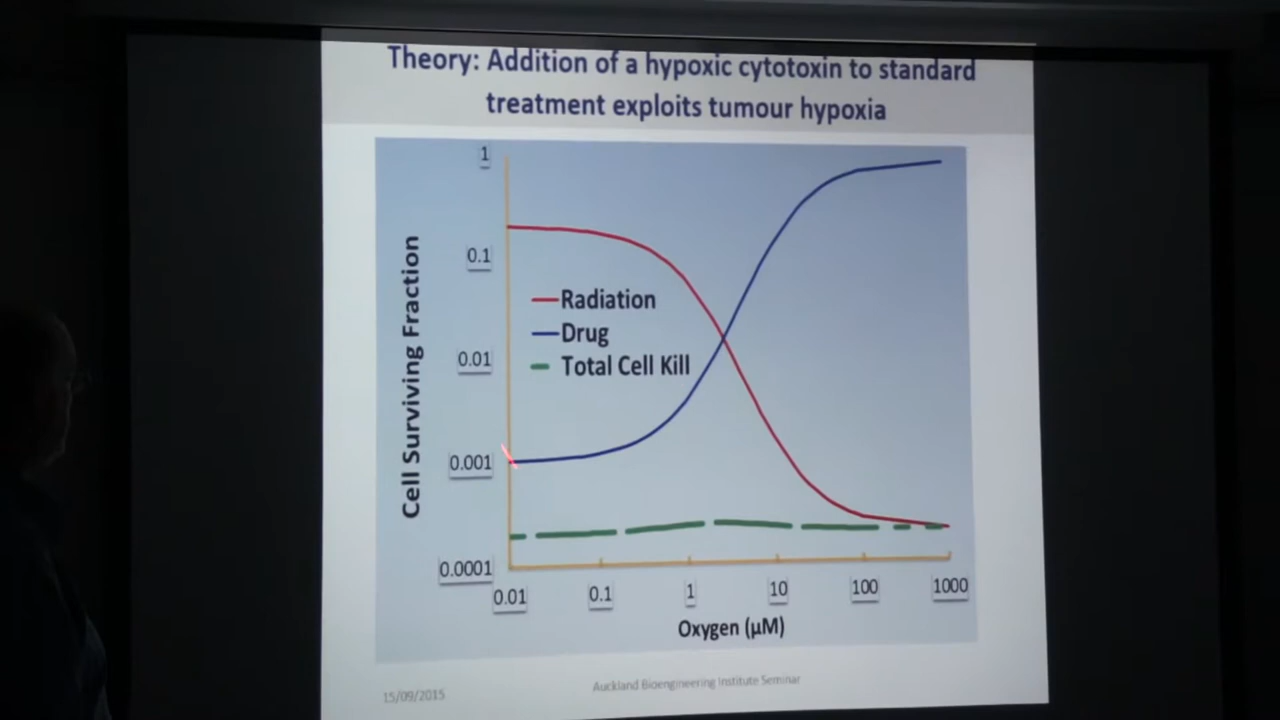 Theory: Addition of a hypoxic cytotoxin to standard
treatment exploits tumour hypoxia
1
0.1
0.01
0.001
0.0001
Cell Surviving Fraction
Radiation
Drug
Total Cell Kill
0.01 0.1 1 10 100 1000
Oxygen (µM)
15/09/2015
Auckland Bioengineering Institute Seminar